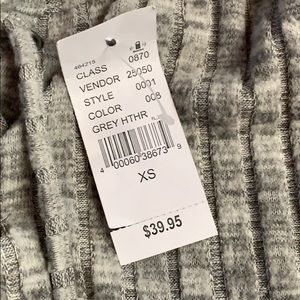 464215
CLASS 0870
VENDOR 25050
STYLE 0001
COLOR 008
GREY HTHR
4 00060 38673 9
XS
$39.95